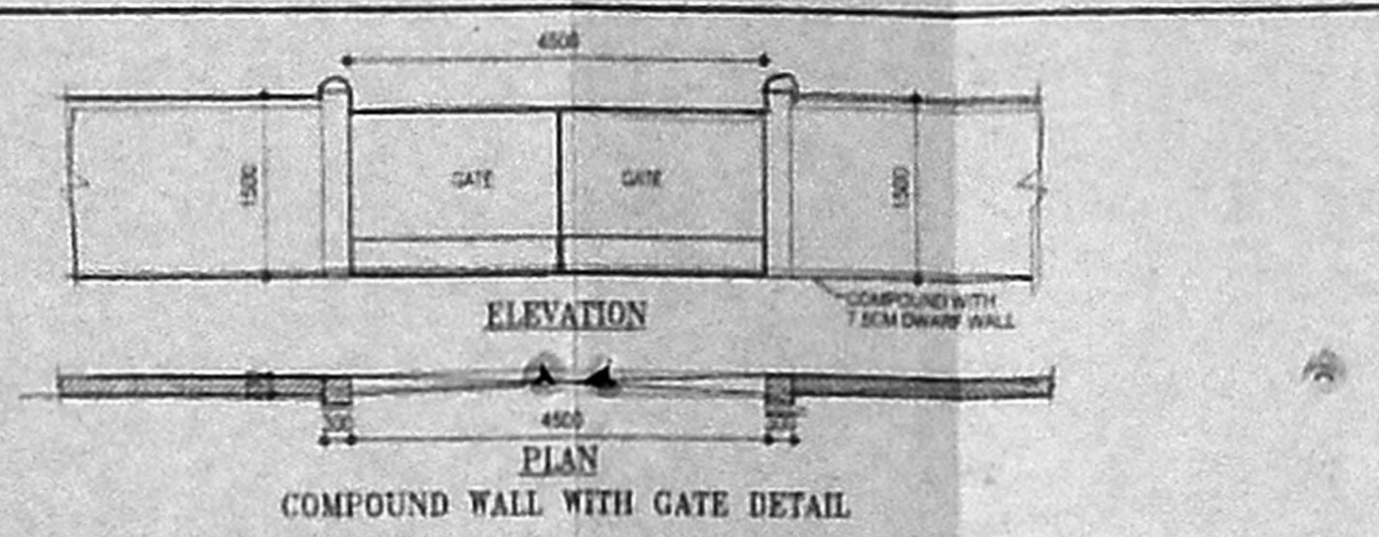 4500
1500
GATE
GATE
1500
ELEVATION
COMPOUND WITH
7.5CM DWARF WALL
300
4500
300
PLAN
COMPOUND WALL WITH GATE DETAIL